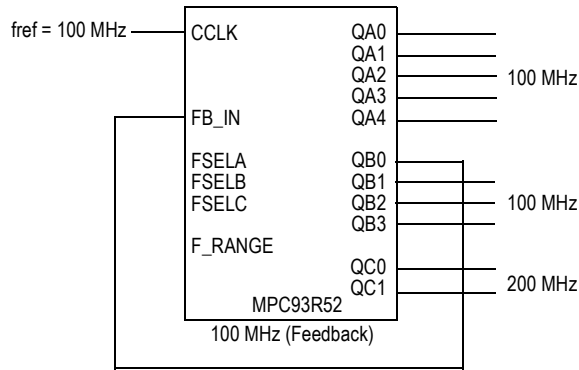 fref = 100 MHz
CCLK
QA0
QA1
QA2
QA3
QA4
100 MHz
FB_IN
FSELA
FSELB
FSELC
QB0
QB1
QB2
QB3
100 MHz
F_RANGE
QC0
QC1
200 MHz
MPC93R52
100 MHz (Feedback)